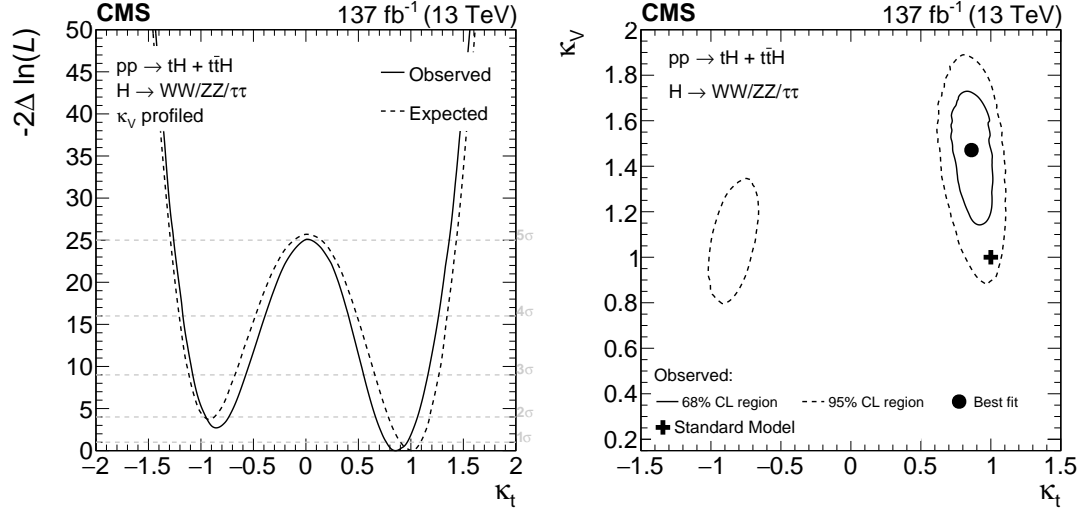 CMS 137 fb⁻¹ (13 TeV)
-2Δ ln(L)
50
45
40
35
30
25
20
15
10
5
0
pp → tH + tt̄H
H → WW/ZZ/ττ
κ_V profiled
Observed
Expected
5σ
4σ
3σ
2σ
1σ
−2 −1.5 −1 −0.5 0 0.5 1 1.5 2
κ_t
CMS 137 fb⁻¹ (13 TeV)
κ_V
2
1.8
1.6
1.4
1.2
1
0.8
0.6
0.4
0.2
pp → tH + tt̄H
H → WW/ZZ/ττ
Observed:
68% CL region 95% CL region Best fit
Standard Model
−1.5 −1 −0.5 0 0.5 1 1.5
κ_t